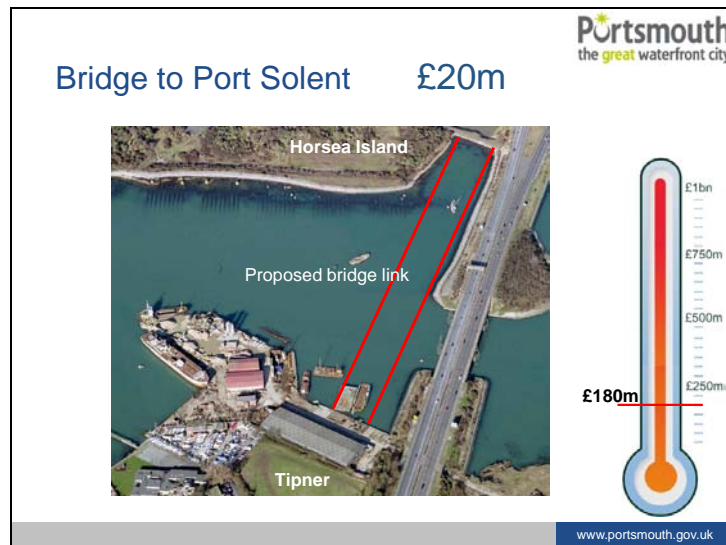 Portsmouth
the great waterfront city
Bridge to Port Solent £20m
Horsea Island
Proposed bridge link
Tipner
£1bn
£750m
£500m
£250m
£180m
www.portsmouth.gov.uk